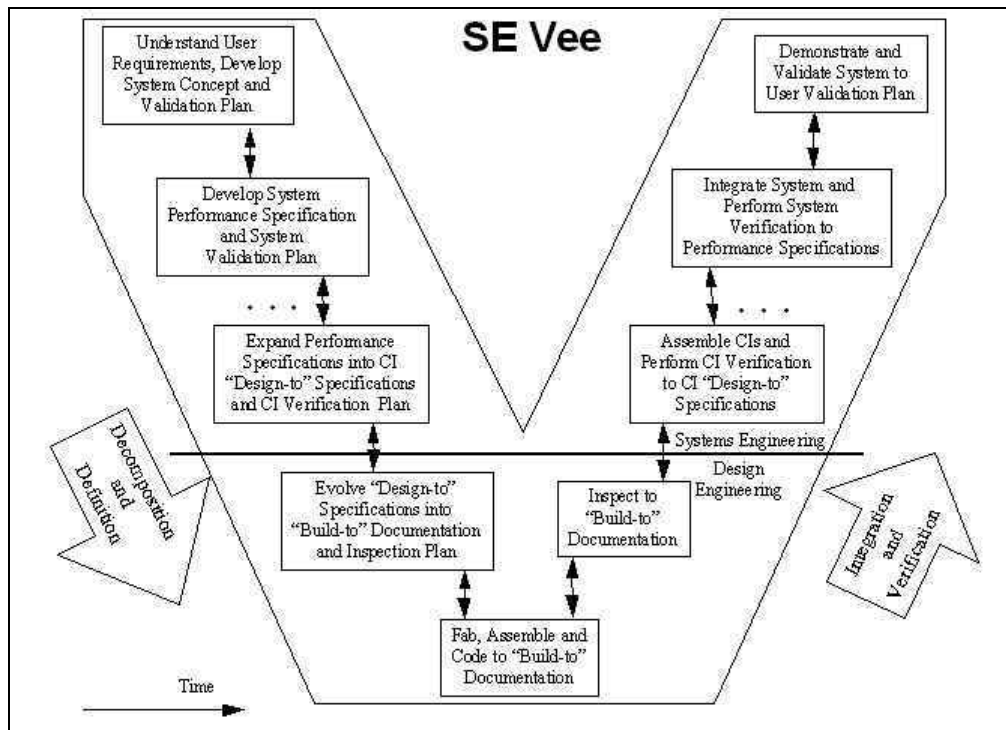 SE Vee
Understand User
Requirements, Develop
System Concept and
Validation Plan
Develop System
Performance Specification
and System
Validation Plan
. . .
Expand Performance
Specifications into CI
“Design-to” Specifications
and CI Verification Plan
Evolve “Design-to”
Specifications into
“Build-to” Documentation
and Inspection Plan
Fab, Assemble and
Code to “Build-to”
Documentation
Inspect to
“Build-to”
Documentation
Assemble CIs and
Perform CI Verification
to CI “Design-to”
Specifications
. . .
Integrate System and
Perform System
Verification to
Performance Specifications
Demonstrate and
Validate System to
User Validation Plan
Systems Engineering
Design
Engineering
Decomposition
and
Definition
Integration
and
Verification
Time